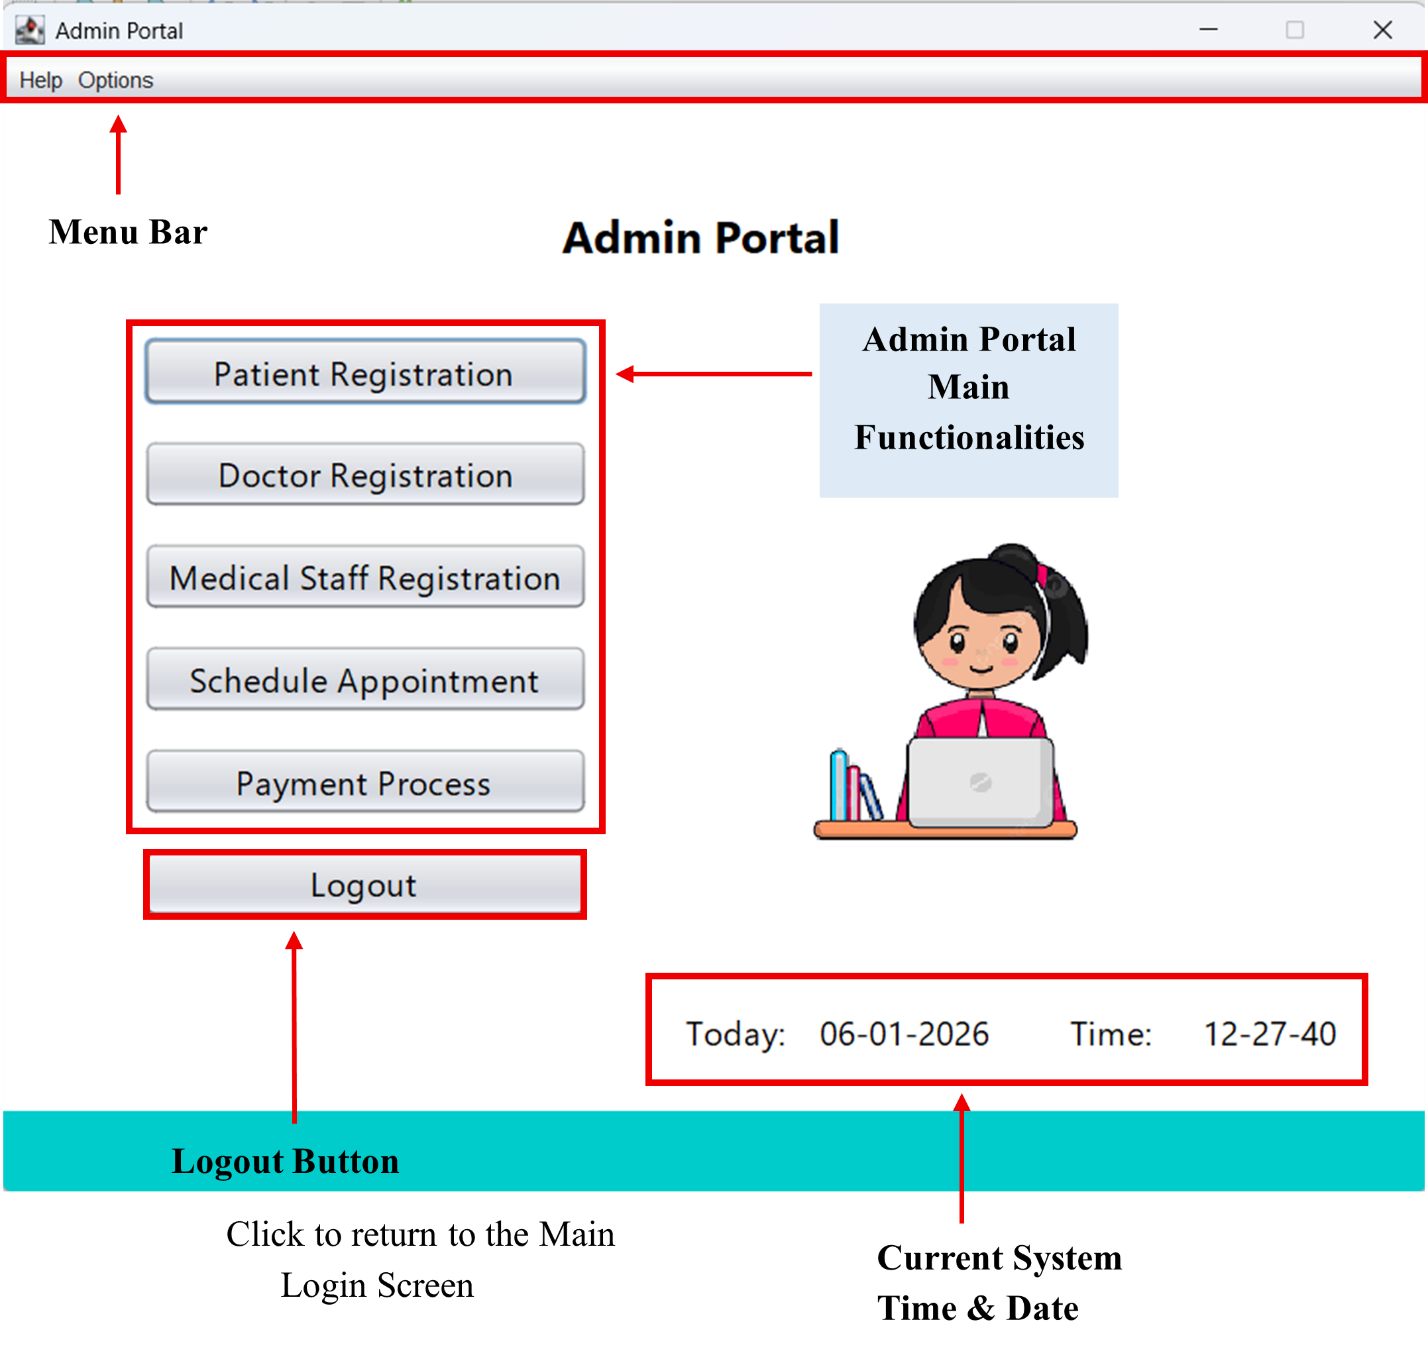 Admin Portal
Help Options
Menu Bar
Admin Portal
Patient Registration
Doctor Registration
Medical Staff Registration
Schedule Appointment
Payment Process
Logout
Admin Portal
Main
Functionalities
Today: 06-01-2026 Time: 12-27-40
Logout Button
Click to return to the Main
Login Screen
Current System
Time & Date